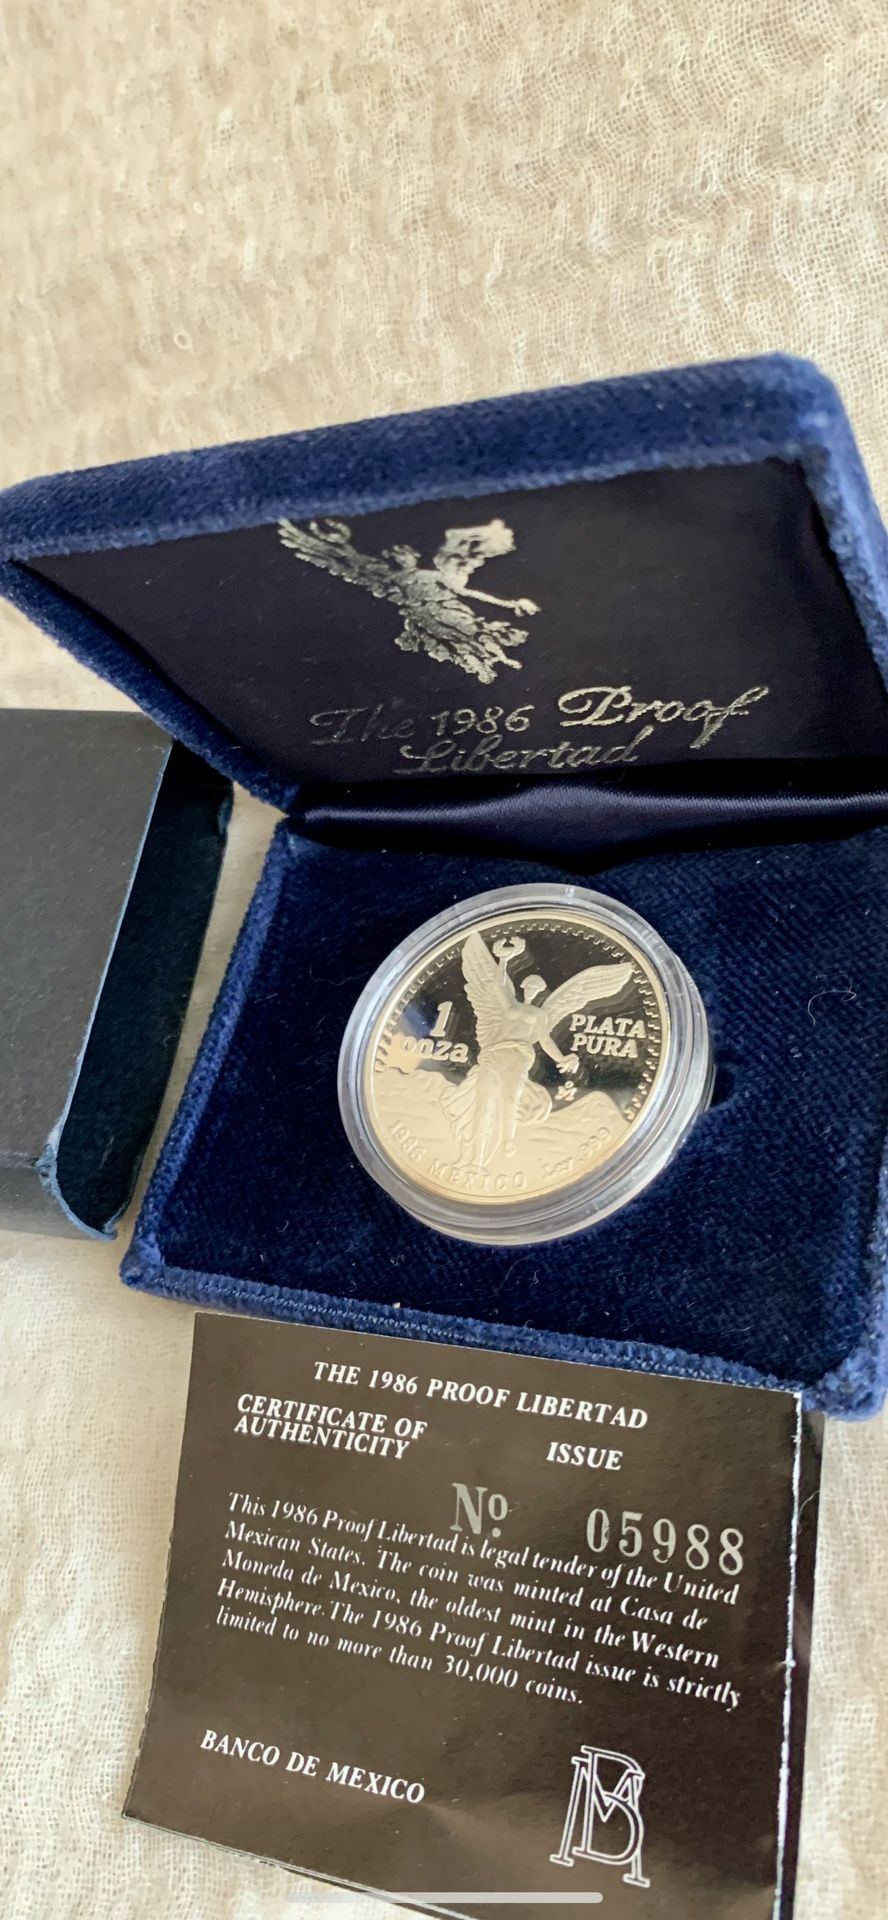 The 1986 Proof
Libertad
1
onza
PLATA
PURA
1986 MEXICO Ley .999
THE 1986 PROOF LIBERTAD
CERTIFICATE OF
AUTHENTICITY
ISSUE
No. 05988
This 1986 Proof Libertad is legal tender of the United
Mexican States. The coin was minted at Casa de
Moneda de Mexico, the oldest mint in the Western
Hemisphere. The 1986 Proof Libertad issue is strictly
limited to no more than 30,000 coins.
BANCO DE MEXICO